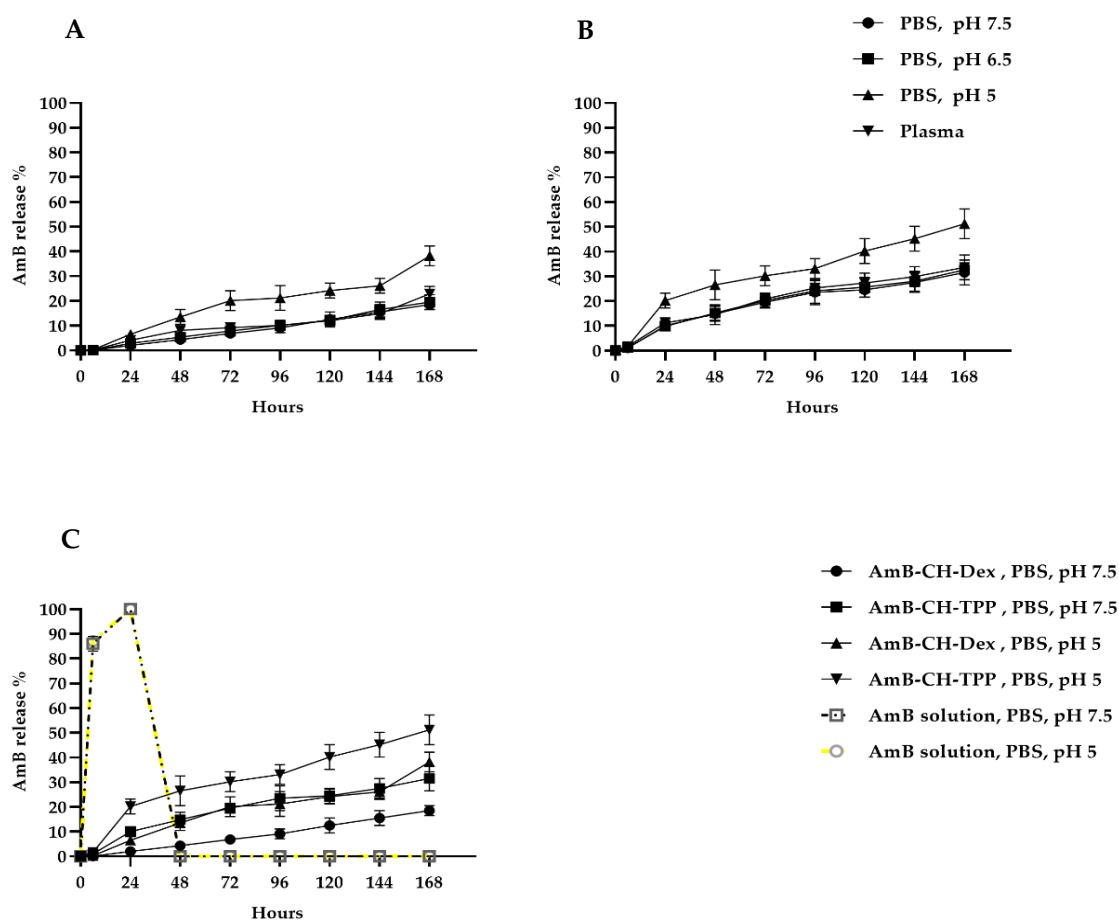 A
AmB release %
100
90
80
70
60
50
40
30
20
10
0
0 24 48 72 96 120 144 168
Hours
B
PBS, pH 7.5
PBS, pH 6.5
PBS, pH 5
Plasma
AmB release %
100
90
80
70
60
50
40
30
20
10
0
0 24 48 72 96 120 144 168
Hours
C
AmB release %
100
90
80
70
60
50
40
30
20
10
0
0 24 48 72 96 120 144 168
Hours
AmB-CH-Dex , PBS, pH 7.5
AmB-CH-TPP , PBS, pH 7.5
AmB-CH-Dex , PBS, pH 5
AmB-CH-TPP , PBS, pH 5
AmB solution, PBS, pH 7.5
AmB solution, PBS, pH 5